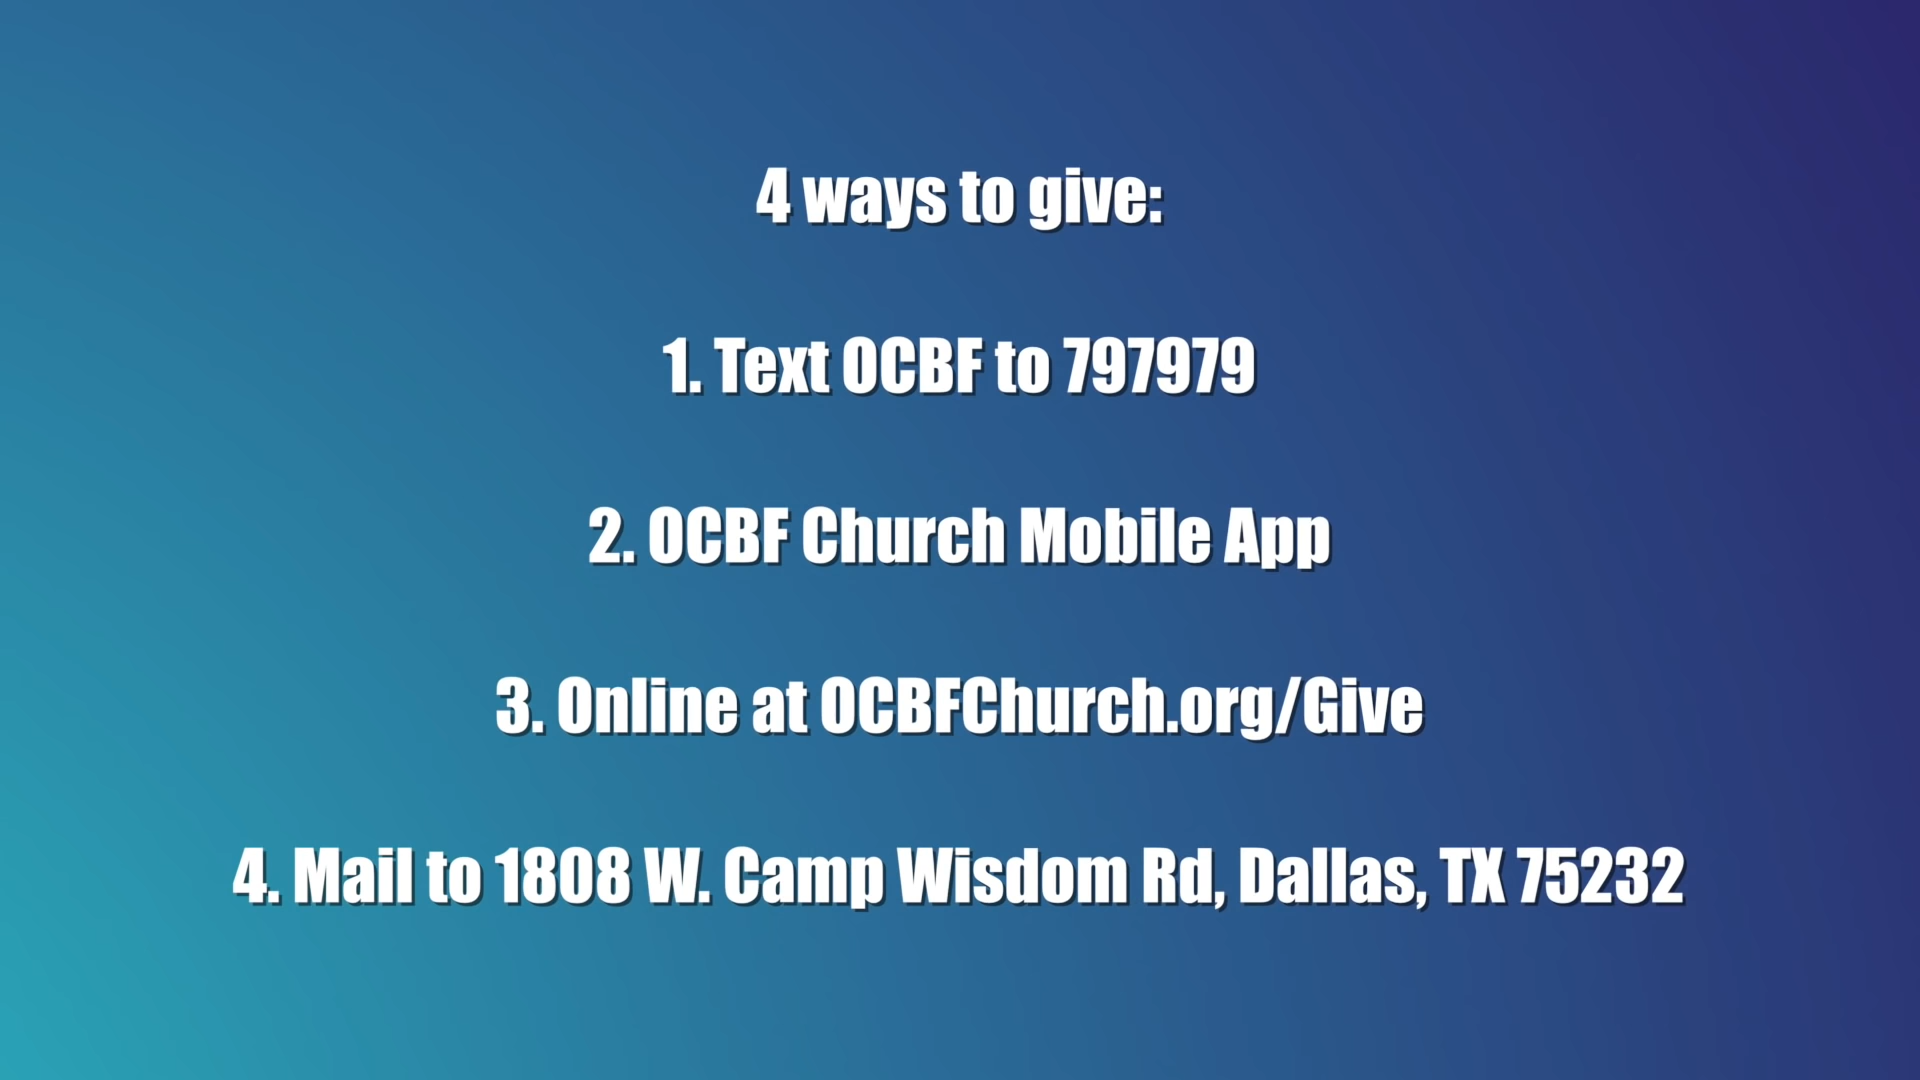 4 ways to give:
1. Text OCBF to 797979
2. OCBF Church Mobile App
3. Online at OCBFChurch.org/Give
4. Mail to 1808 W. Camp Wisdom Rd, Dallas, TX 75232